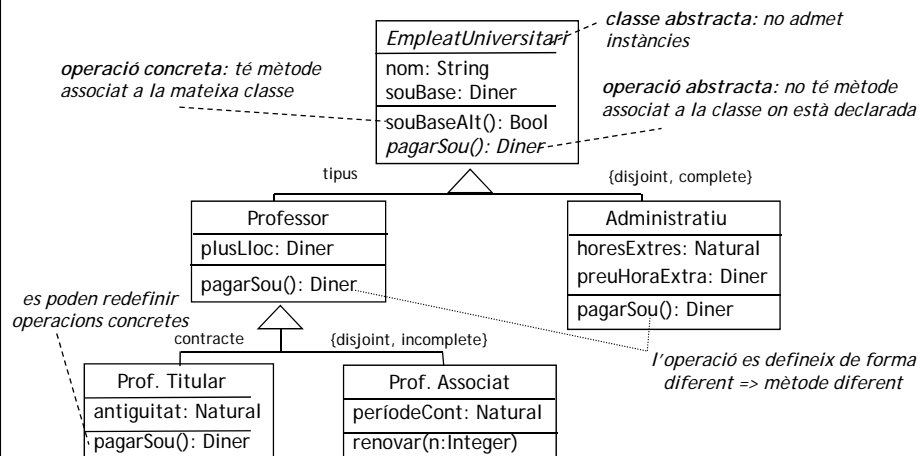 classe abstracta: no admet
instàncies
EmpleatUniversitari
nom: String
souBase: Diner
souBaseAlt(): Bool
pagarSou(): Diner
operació concreta: té mètode
associat a la mateixa classe
operació abstracta: no té mètode
associat a la classe on està declarada
tipus
{disjoint, complete}
Professor
plusLloc: Diner
pagarSou(): Diner
Administratiu
horesExtres: Natural
preuHoraExtra: Diner
pagarSou(): Diner
es poden redefinir
operacions concretes
contracte
{disjoint, incomplete}
l'operació es defineix de forma
diferent => mètode diferent
Prof. Titular
antiguitat: Natural
pagarSou(): Diner
Prof. Associat
períodeCont: Natural
renovar(n:Integer)